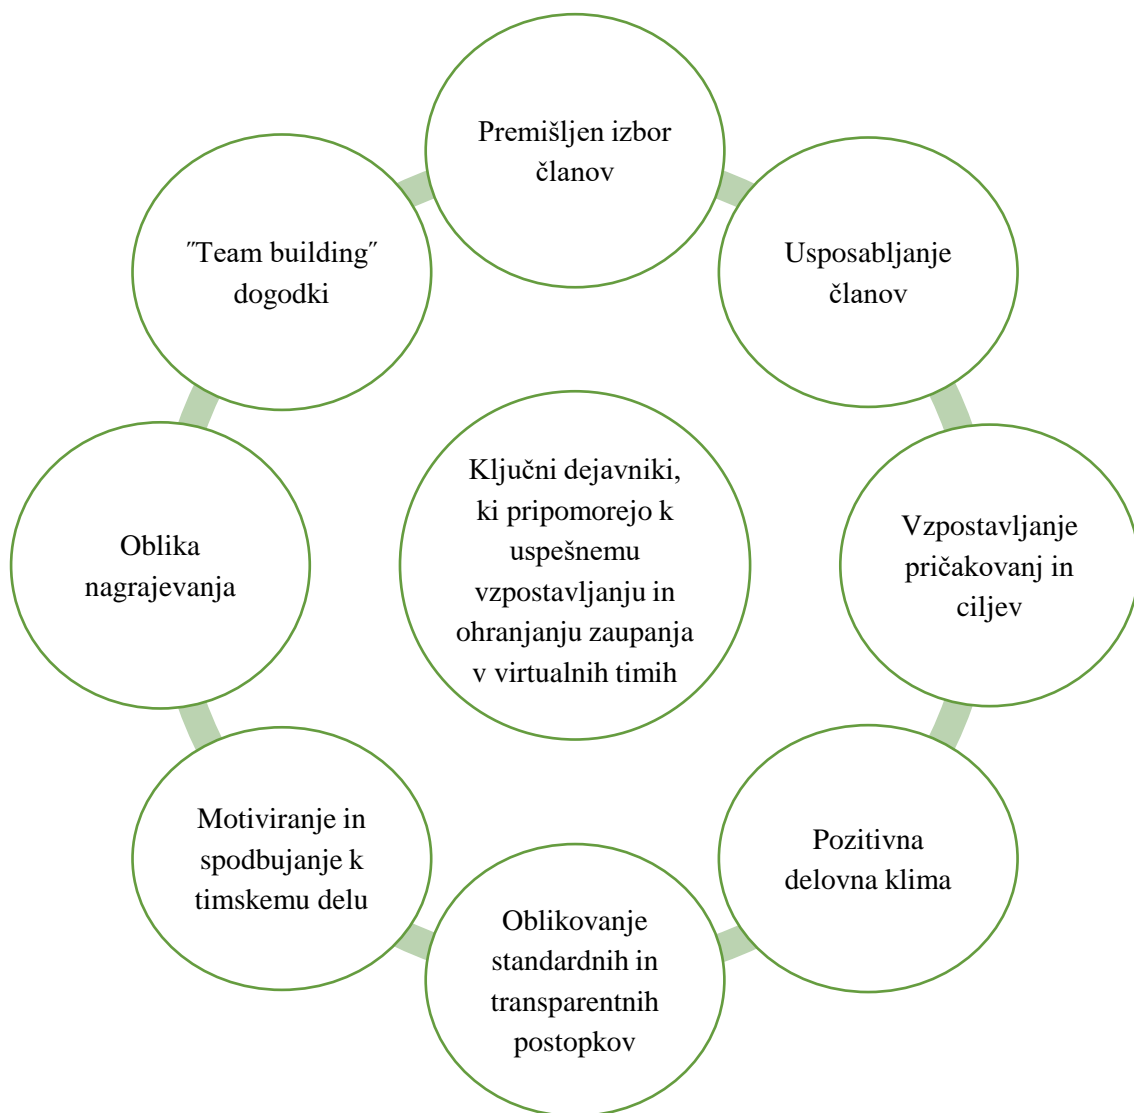 Premišljen izbor
članov
Usposabljanje
članov
Vzpostavljanje
pričakovanj in
ciljev
Pozitivna
delovna klima
Oblikovanje
standardnih in
transparentnih
postopkov
Motiviranje in
spodbujanje k
timskemu delu
Oblika
nagrajevanja
˝Team building˝
dogodki
Ključni dejavniki,
ki pripomorejo k
uspešnemu
vzpostavljanju in
ohranjanju zaupanja
v virtualnih timih